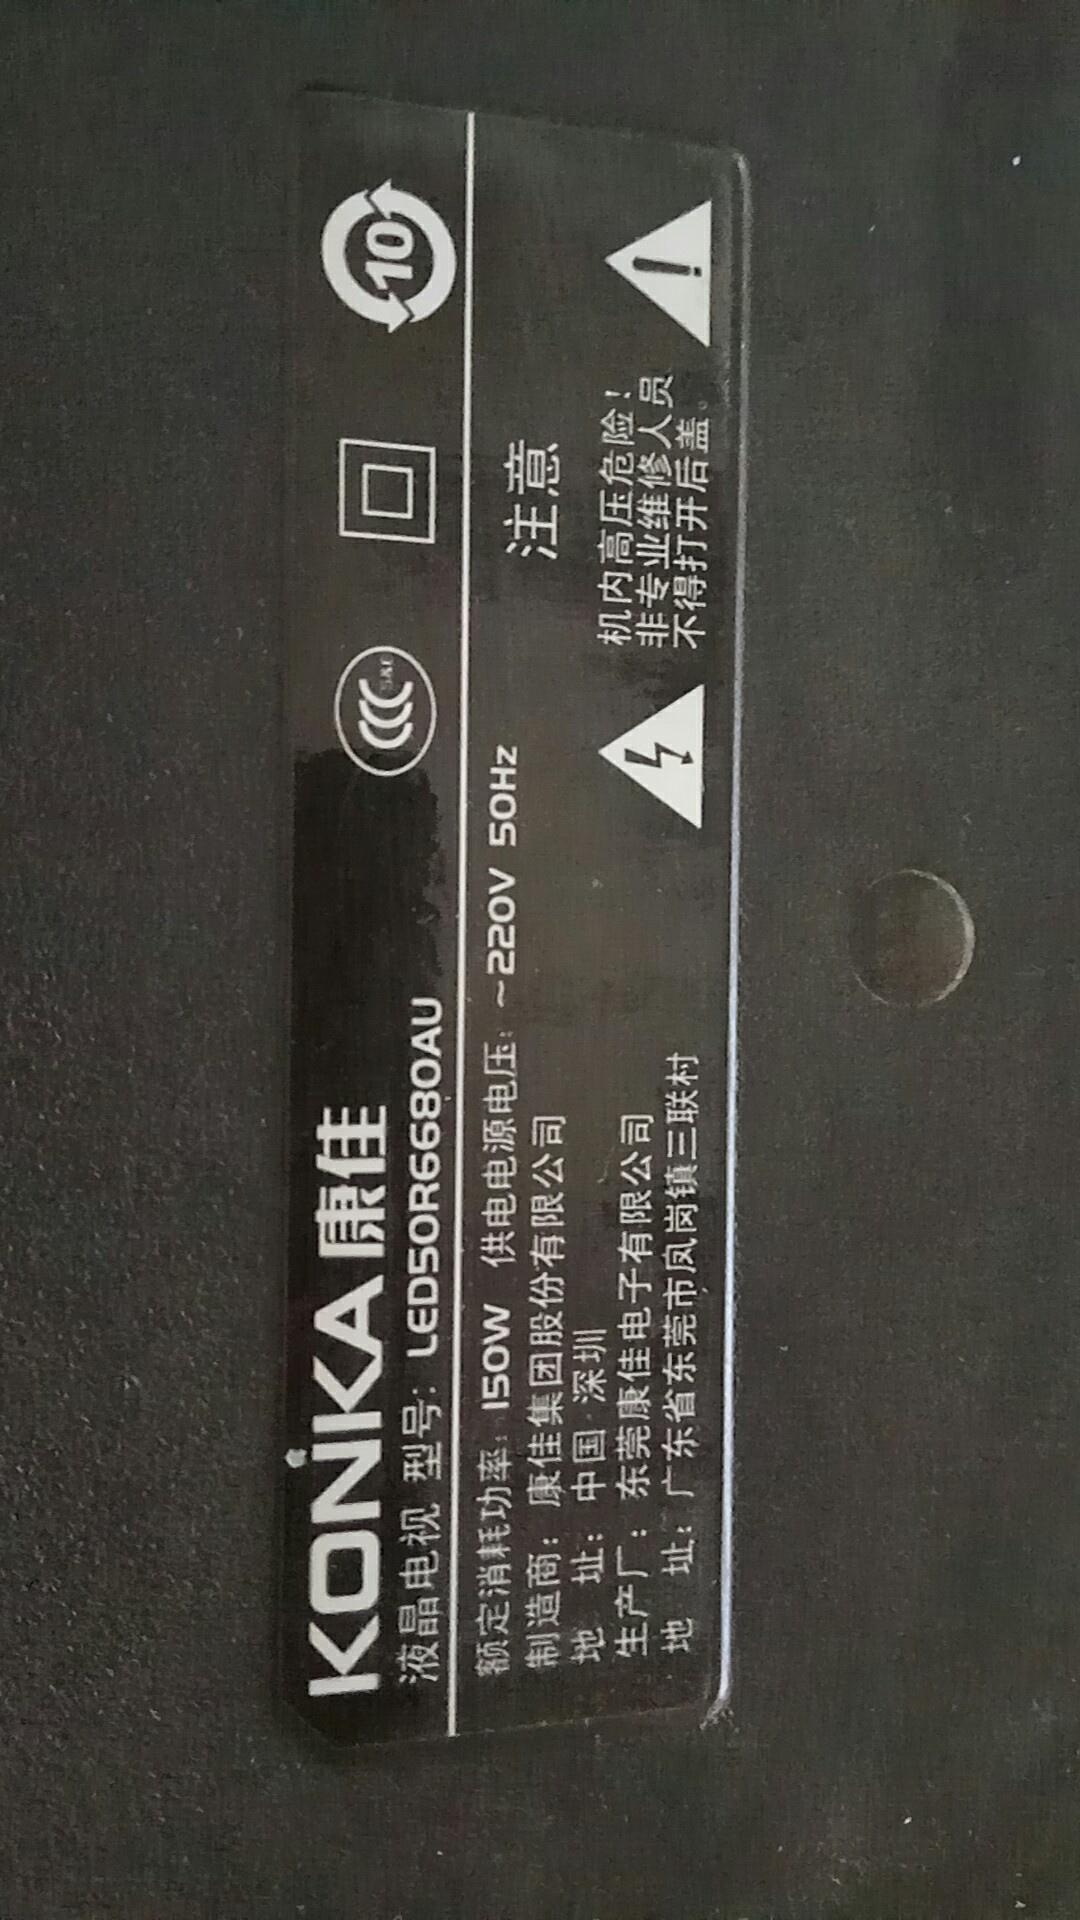 KONKA 康佳
液晶电视 型号: LED50R6680AU
S&E
10
额定消耗功率: 150W 供电电源电压: ~220V 50Hz
制造商: 康佳集团股份有限公司
地 址: 中国·深圳
生产厂: 东莞康佳电子有限公司
地 址: 广东省东莞市凤岗镇三联村
注意
机内高压危险!
非专业维修人员
不得打开后盖。